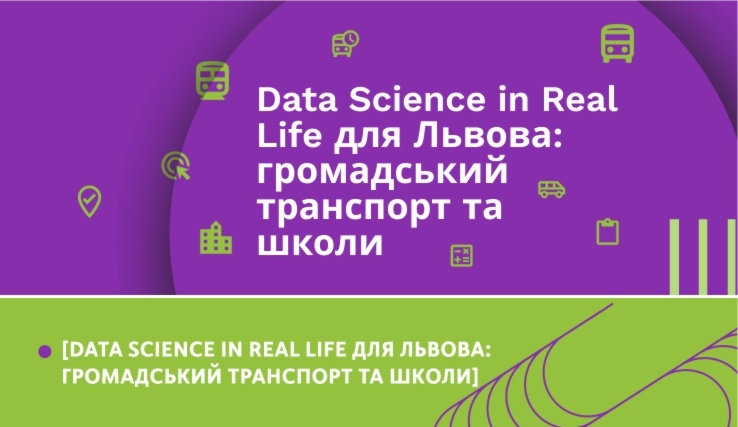 Data Science in Real
Life для Львова:
громадський
транспорт та
школи
[DATA SCIENCE IN REAL LIFE ДЛЯ ЛЬВОВА:
ГРОМАДСЬКИЙ ТРАНСПОРТ ТА ШКОЛИ]